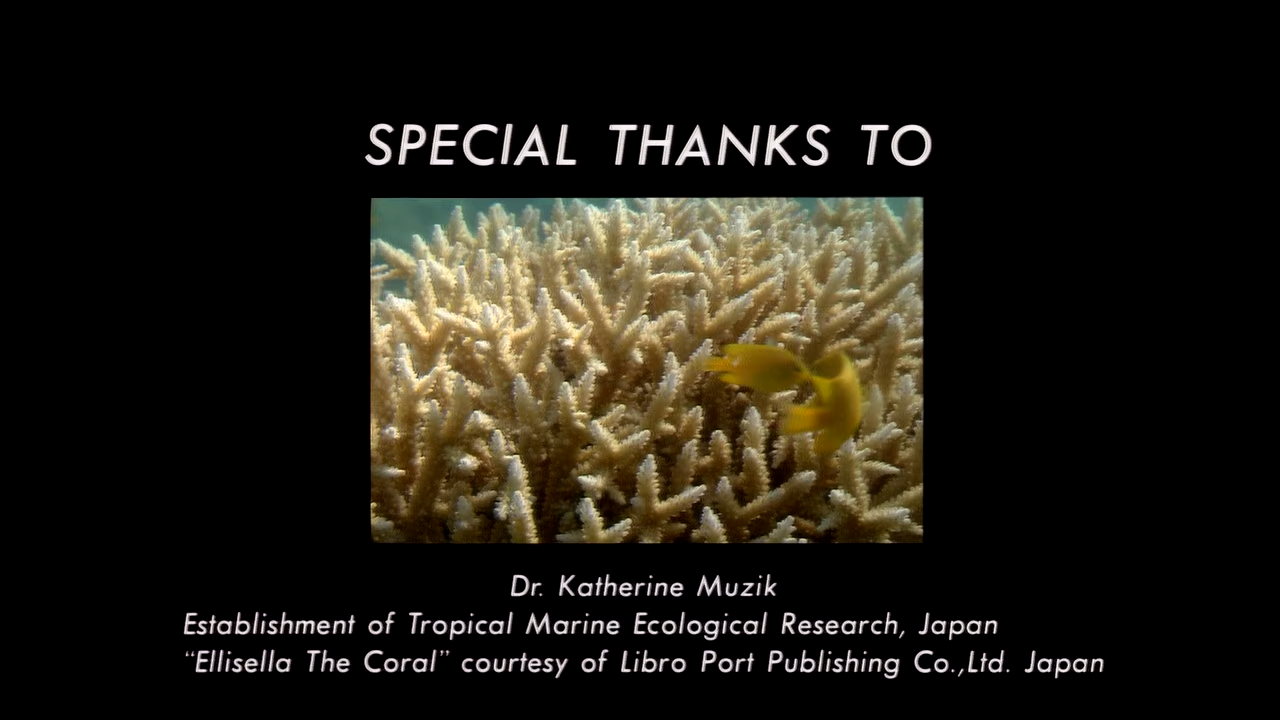 SPECIAL THANKS TO
Dr. Katherine Muzik
Establishment of Tropical Marine Ecological Research, Japan
“Ellisella The Coral” courtesy of Libro Port Publishing Co.,Ltd. Japan